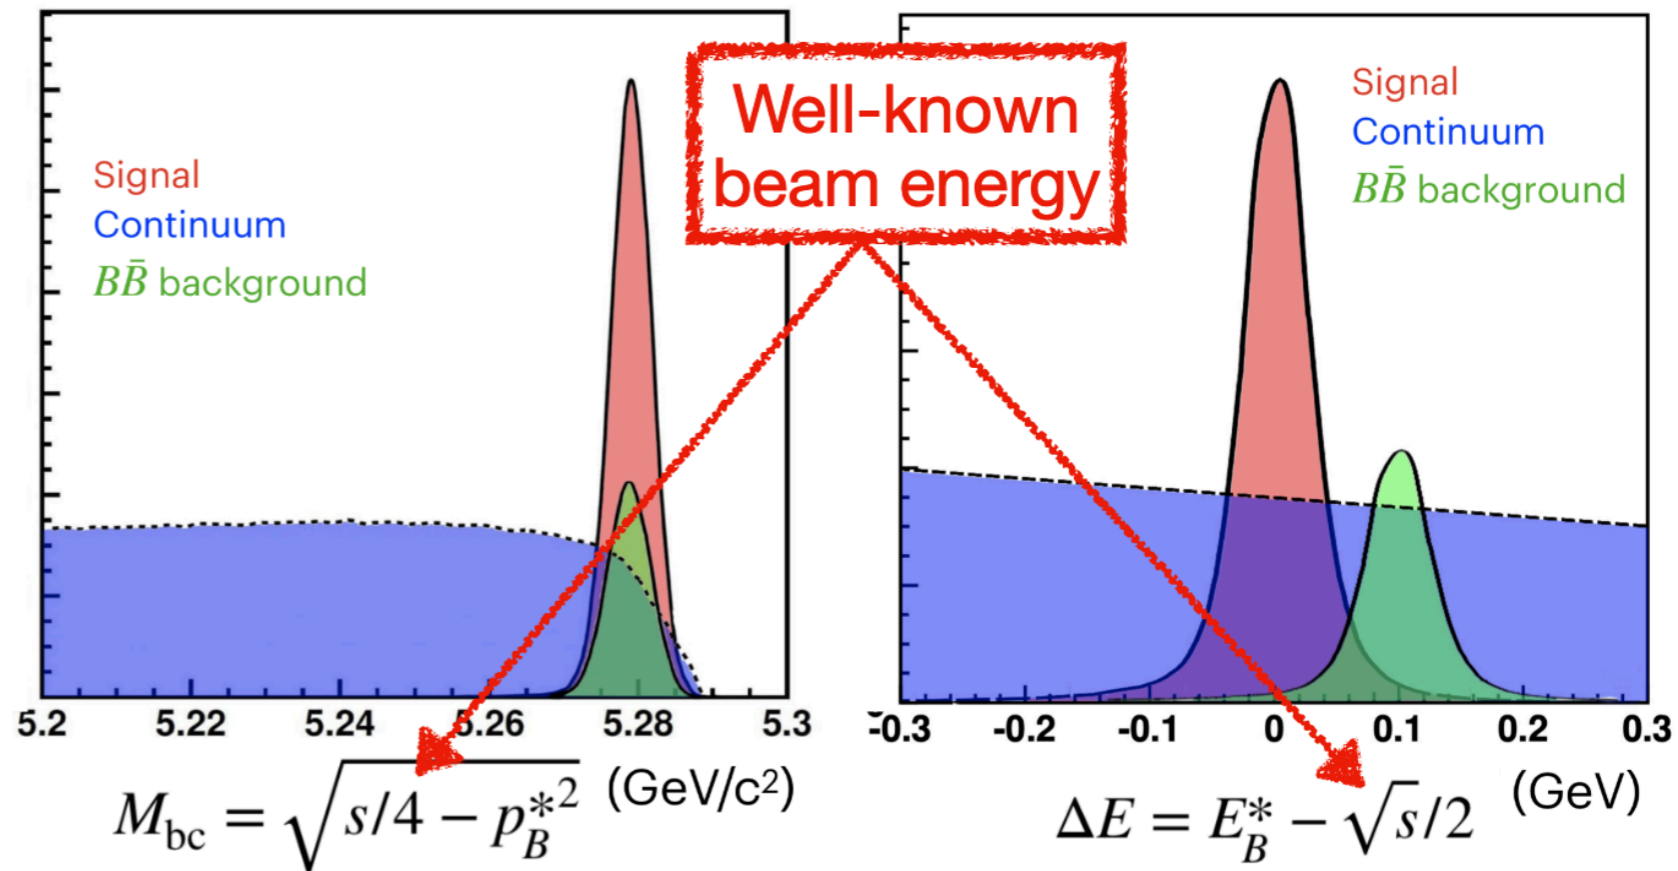 Well-known
beam energy
Signal
Continuum
BB̄ background
Signal
Continuum
BB̄ background
5.2 5.22 5.24 5.26 5.28 5.3
-0.3 -0.2 -0.1 0 0.1 0.2 0.3
M_bc = √(s/4 − p*_B²) (GeV/c²)
ΔE = E*_B − √s/2 (GeV)